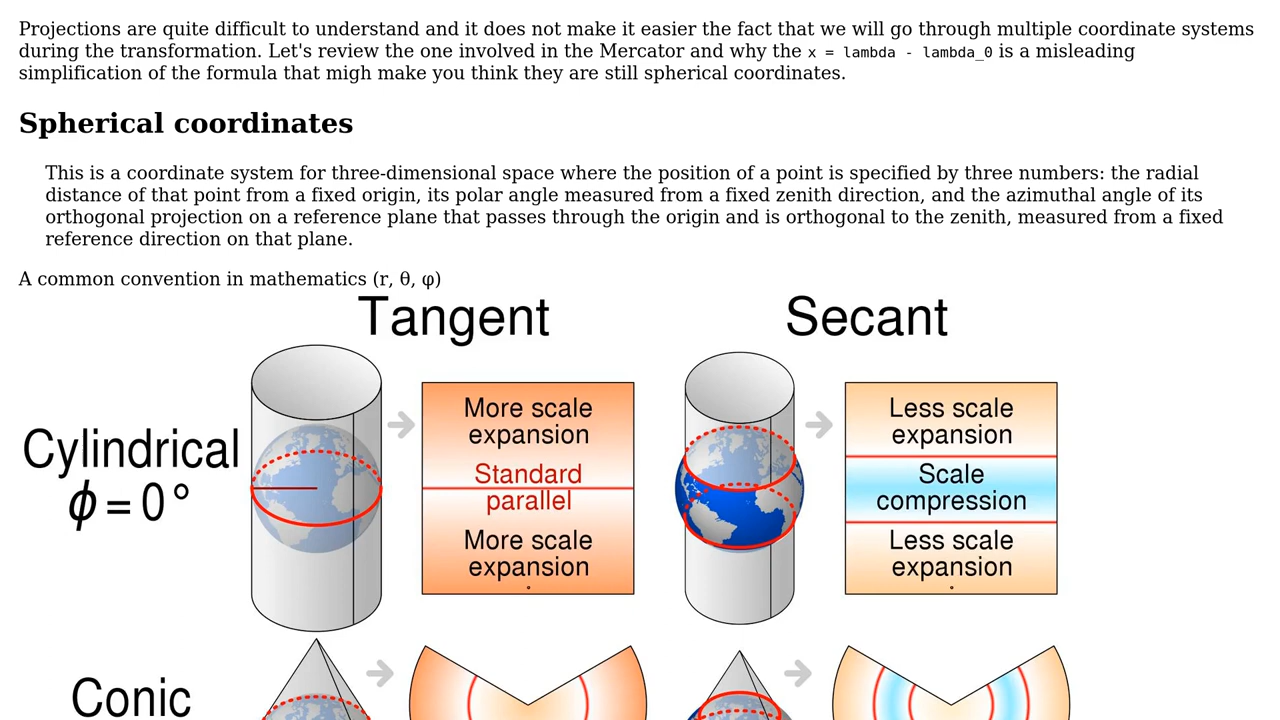 Projections are quite difficult to understand and it does not make it easier the fact that we will go through multiple coordinate systems
during the transformation. Let's review the one involved in the Mercator and why the x = lambda - lambda_0 is a misleading
simplification of the formula that migh make you think they are still spherical coordinates.
Spherical coordinates
This is a coordinate system for three-dimensional space where the position of a point is specified by three numbers: the radial
distance of that point from a fixed origin, its polar angle measured from a fixed zenith direction, and the azimuthal angle of its
orthogonal projection on a reference plane that passes through the origin and is orthogonal to the zenith, measured from a fixed
reference direction on that plane.
A common convention in mathematics (r, θ, φ)
Tangent
Secant
Cylindrical
ϕ = 0°
More scale
expansion
Standard
parallel
More scale
expansion
Less scale
expansion
Scale
compression
Less scale
expansion
Conic